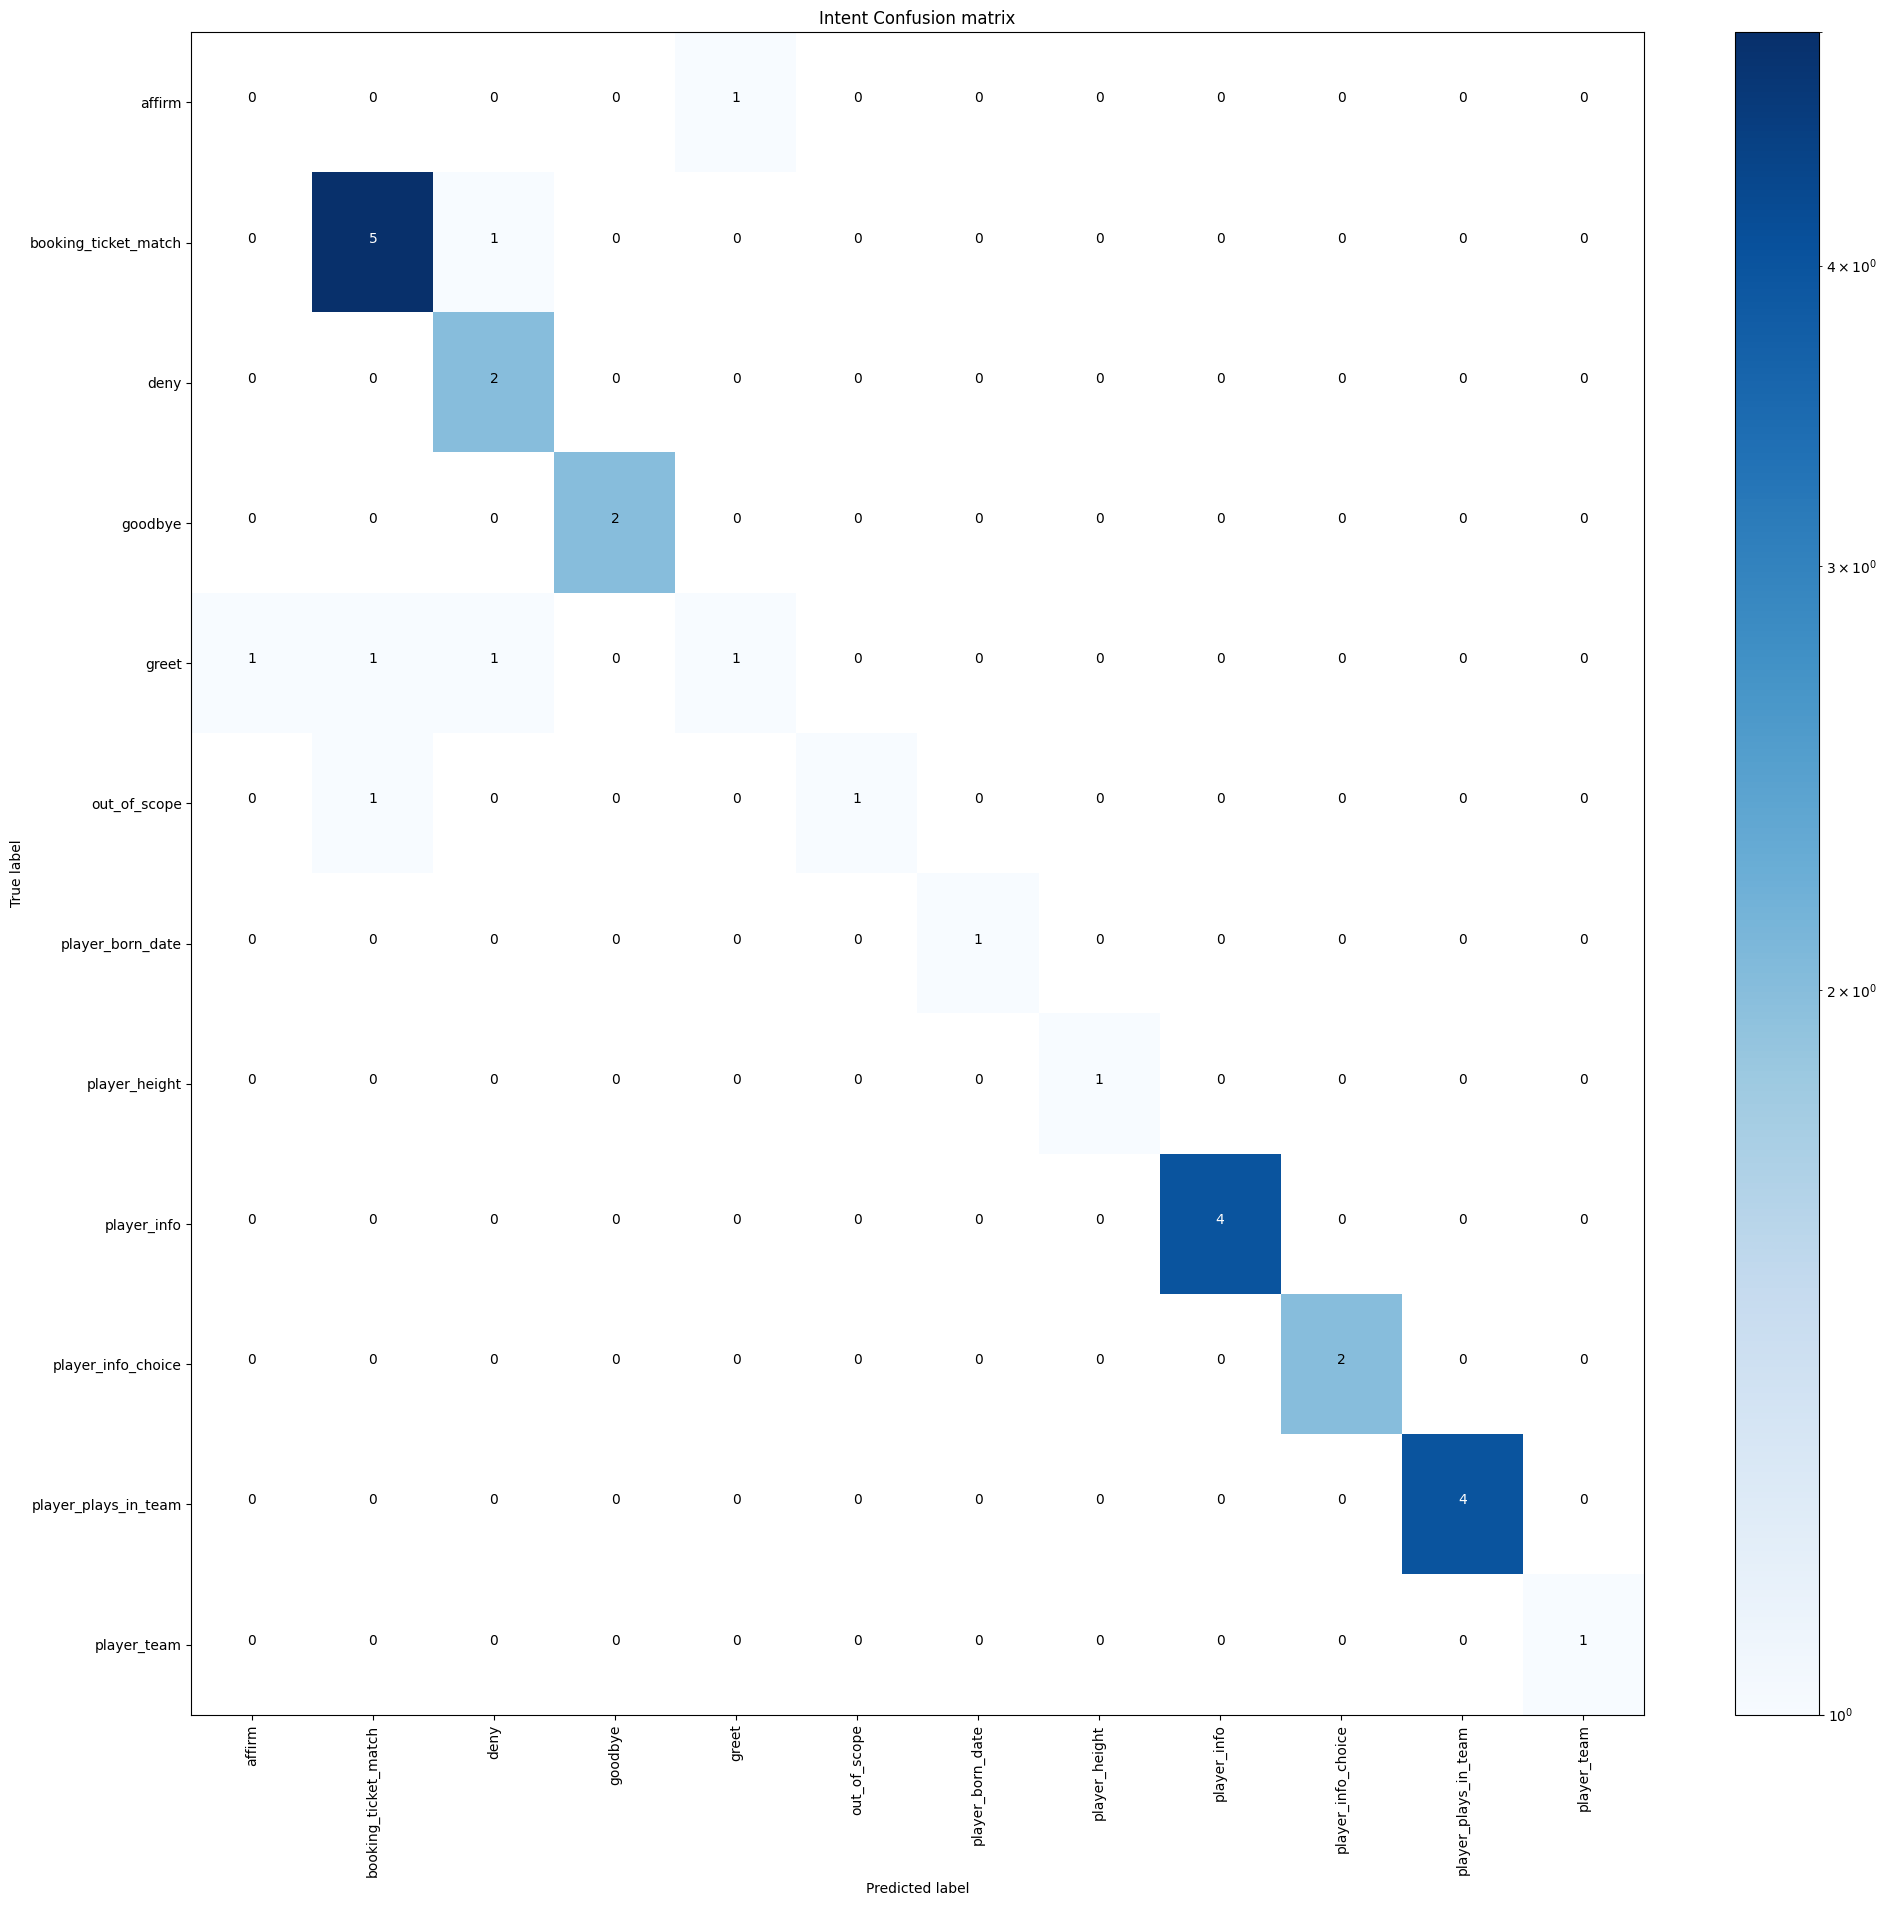 Intent Confusion matrix
affirm 0 0 0 0 1 0 0 0 0 0 0 0
booking_ticket_match 0 5 1 0 0 0 0 0 0 0 0 0
deny 0 0 2 0 0 0 0 0 0 0 0 0
goodbye 0 0 0 2 0 0 0 0 0 0 0 0
greet 1 1 1 0 1 0 0 0 0 0 0 0
out_of_scope 0 1 0 0 0 1 0 0 0 0 0 0
player_born_date 0 0 0 0 0 0 1 0 0 0 0 0
player_height 0 0 0 0 0 0 0 1 0 0 0 0
player_info 0 0 0 0 0 0 0 0 4 0 0 0
player_info_choice 0 0 0 0 0 0 0 0 0 2 0 0
player_plays_in_team 0 0 0 0 0 0 0 0 0 0 4 0
player_team 0 0 0 0 0 0 0 0 0 0 0 1
True label
affirm
booking_ticket_match
deny
goodbye
greet
out_of_scope
player_born_date
player_height
player_info
player_info_choice
player_plays_in_team
player_team
Predicted label
4 × 10⁰
3 × 10⁰
2 × 10⁰
10⁰